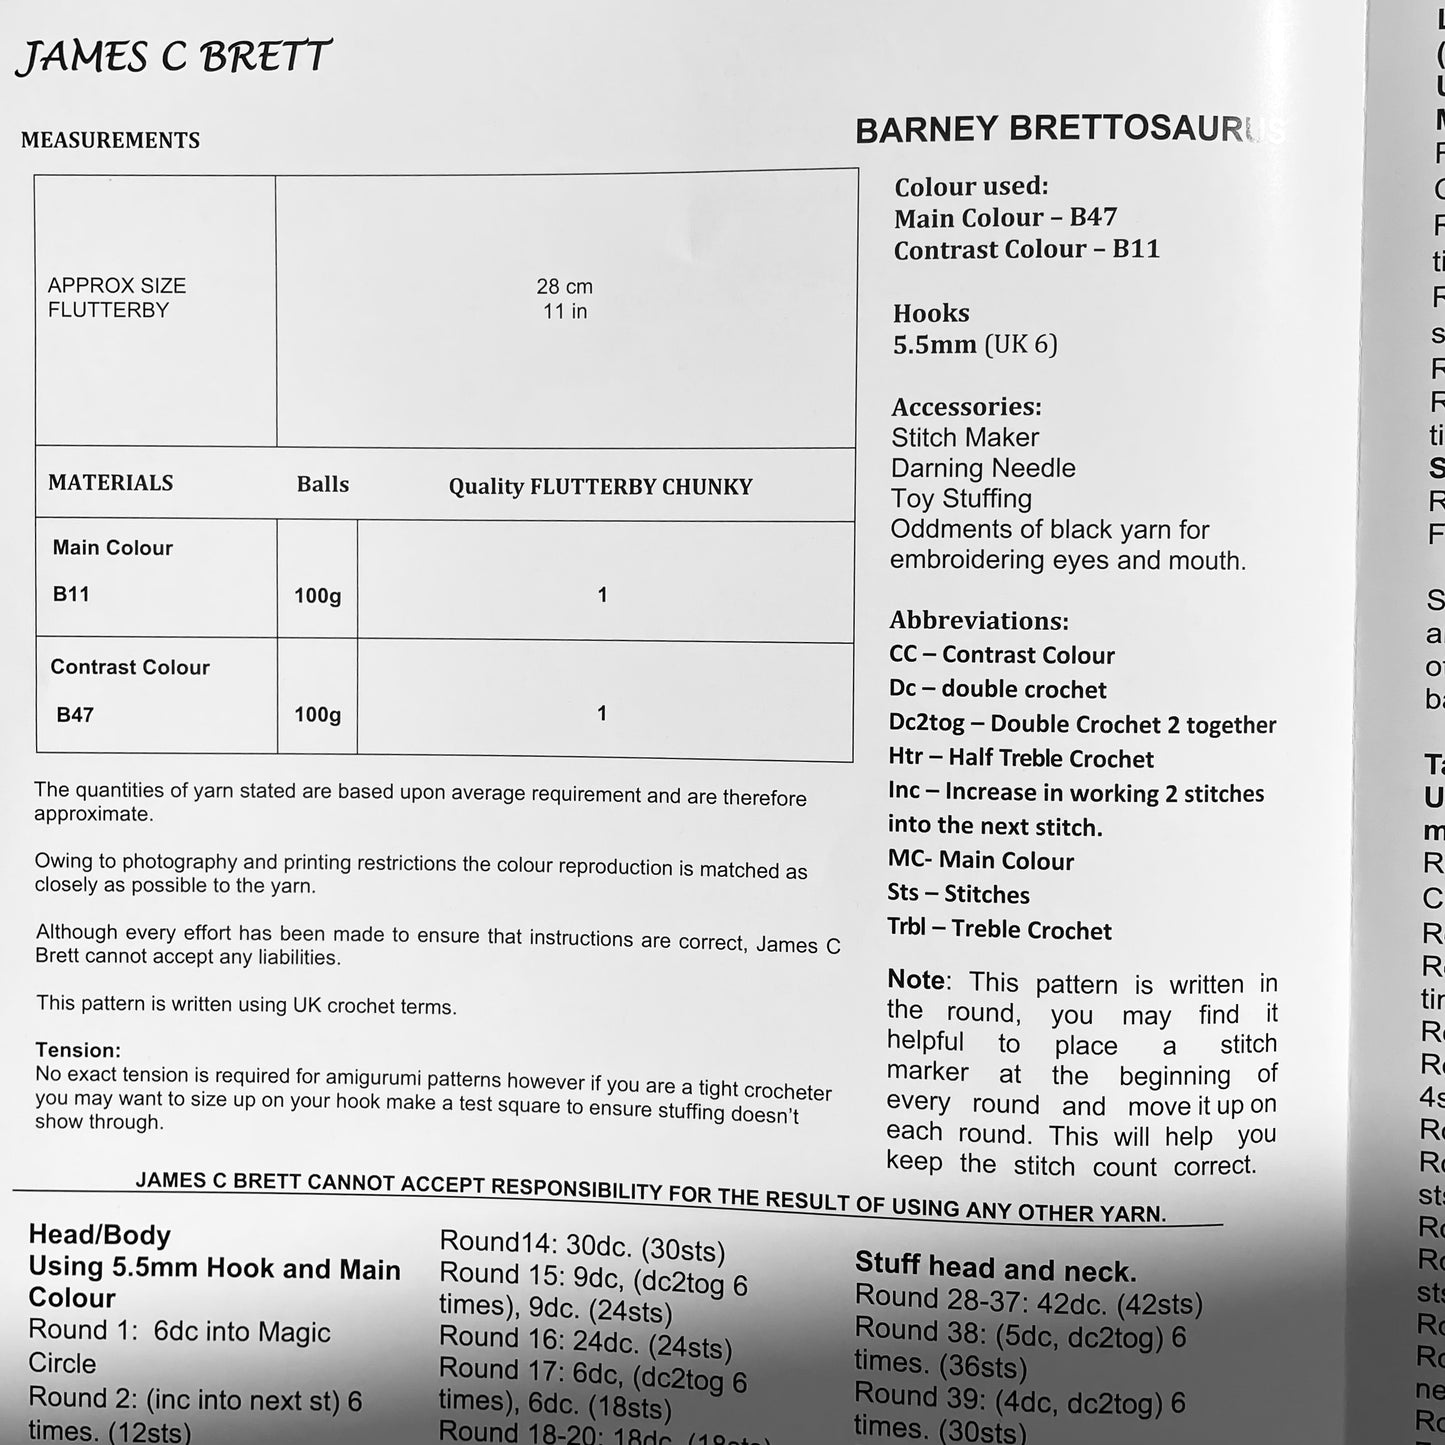 JAMES C BRETT
MEASUREMENTS
APPROX SIZE
FLUTTERBY
28 cm
11 in
MATERIALS Balls Quality FLUTTERBY CHUNKY
Main Colour
B11 100g 1
Contrast Colour
B47 100g 1
The quantities of yarn stated are based upon average requirement and are therefore
approximate.
Owing to photography and printing restrictions the colour reproduction is matched as
closely as possible to the yarn.
Although every effort has been made to ensure that instructions are correct, James C
Brett cannot accept any liabilities.
This pattern is written using UK crochet terms.
Tension:
No exact tension is required for amigurumi patterns however if you are a tight crocheter
you may want to size up on your hook make a test square to ensure stuffing doesn't
show through.
BARNEY BRETTOSAURUS
Colour used:
Main Colour – B47
Contrast Colour – B11
Hooks
5.5mm (UK 6)
Accessories:
Stitch Maker
Darning Needle
Toy Stuffing
Oddments of black yarn for
embroidering eyes and mouth.
Abbreviations:
CC – Contrast Colour
Dc – double crochet
Dc2tog – Double Crochet 2 together
Htr – Half Treble Crochet
Inc – Increase in working 2 stitches
into the next stitch.
MC- Main Colour
Sts – Stitches
Trbl – Treble Crochet
Note: This pattern is written in
the round, you may find it
helpful to place a stitch
marker at the beginning of
every round and move it up on
each round. This will help you
keep the stitch count correct.
JAMES C BRETT CANNOT ACCEPT RESPONSIBILITY FOR THE RESULT OF USING ANY OTHER YARN.
Head/Body
Using 5.5mm Hook and Main
Colour
Round 1: 6dc into Magic
Circle
Round 2: (inc into next st) 6
times. (12sts)
Round14: 30dc. (30sts)
Round 15: 9dc, (dc2tog 6
times), 9dc. (24sts)
Round 16: 24dc. (24sts)
Round 17: 6dc, (dc2tog 6
times), 6dc. (18sts)
Round 18-20: 18dc. (18sts)
Stuff head and neck.
Round 28-37: 42dc. (42sts)
Round 38: (5dc, dc2tog) 6
times. (36sts)
Round 39: (4dc, dc2tog) 6
times. (30sts)